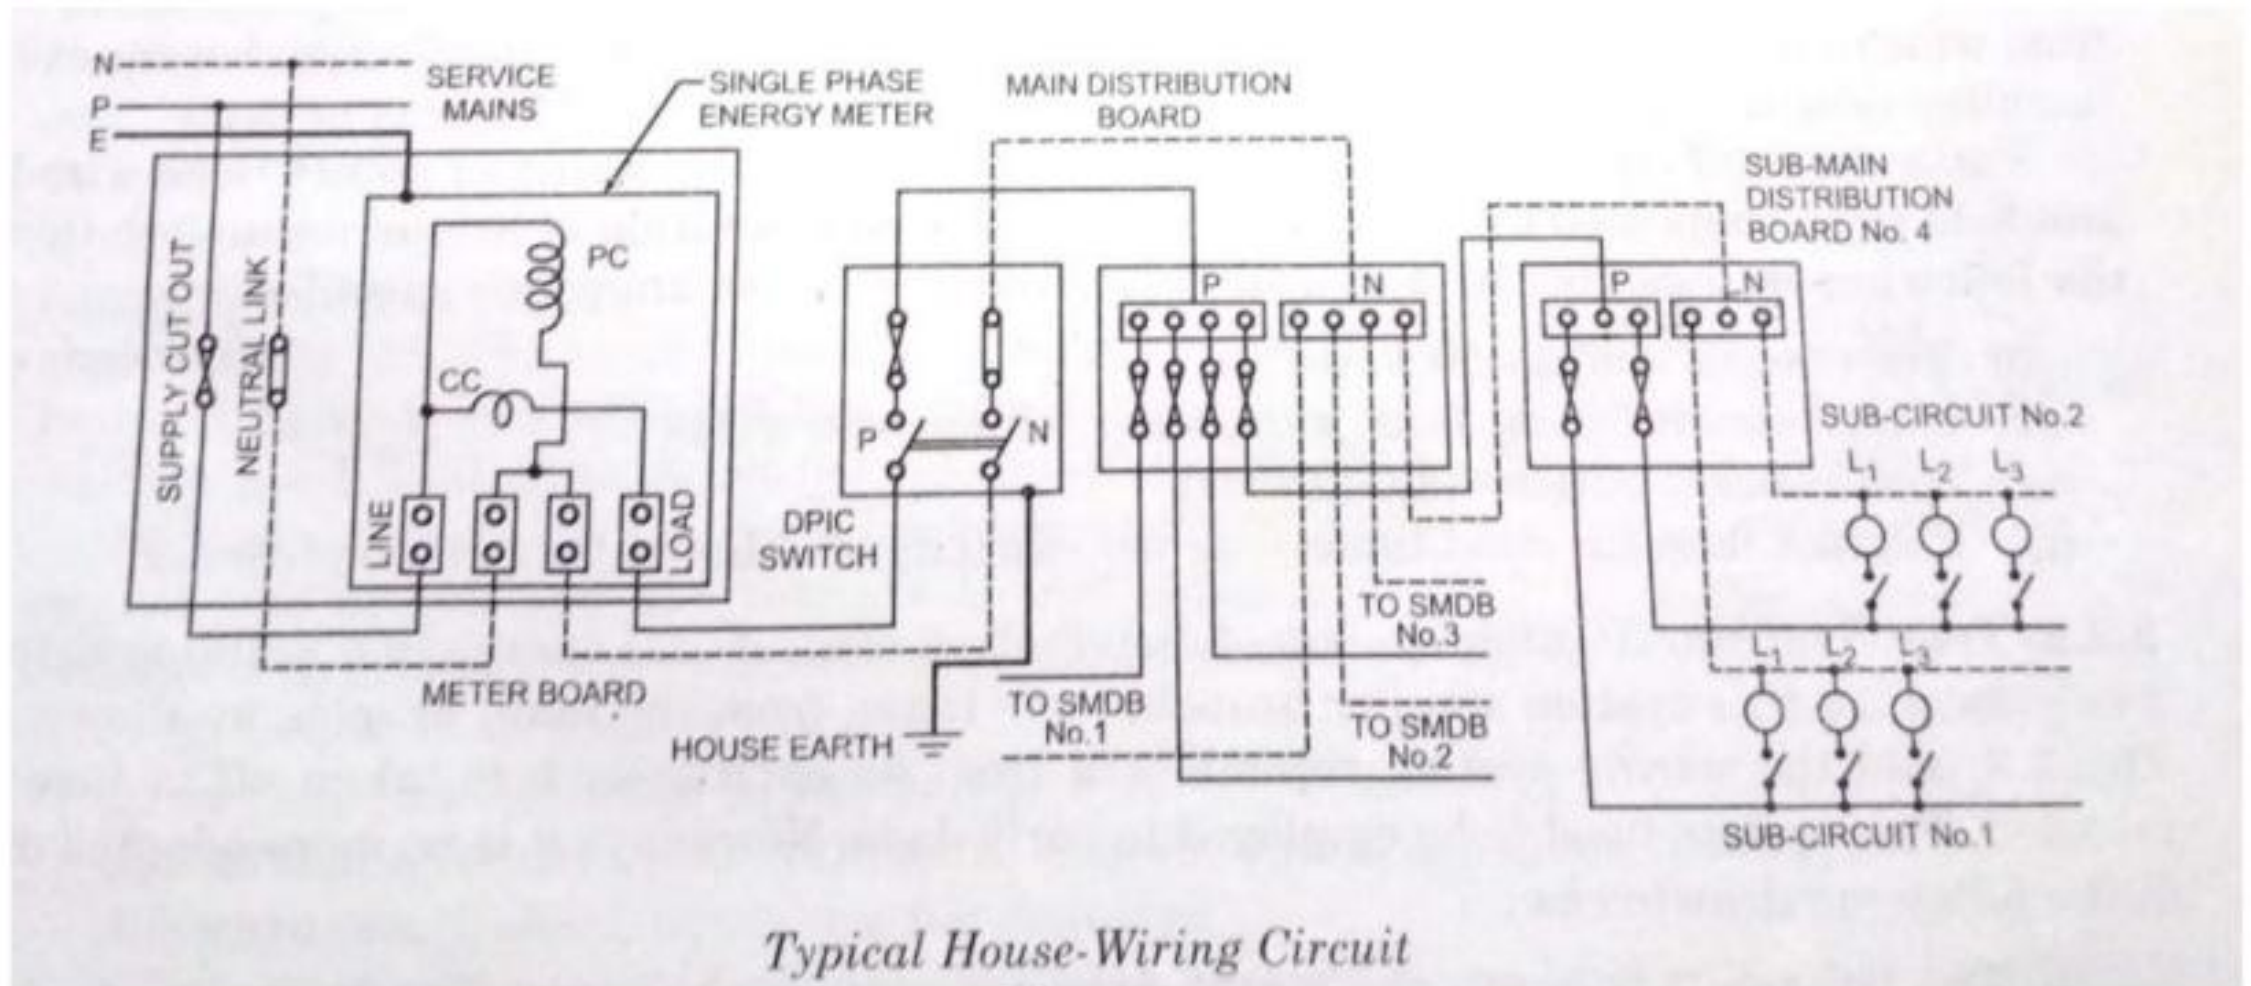 N
P
E
SERVICE
MAINS
SINGLE PHASE
ENERGY METER
MAIN DISTRIBUTION
BOARD
SUB-MAIN
DISTRIBUTION
BOARD No. 4
SUPPLY CUT OUT
NEUTRAL LINK
PC
CC
LINE
LOAD
METER BOARD
P
N
DPIC
SWITCH
HOUSE EARTH
P
N
TO SMDB
No.1
TO SMDB
No.3
TO SMDB
No.2
P
N
SUB-CIRCUIT No.2
L1 L2 L3
L1 L2 L3
SUB-CIRCUIT No.1
Typical House-Wiring Circuit